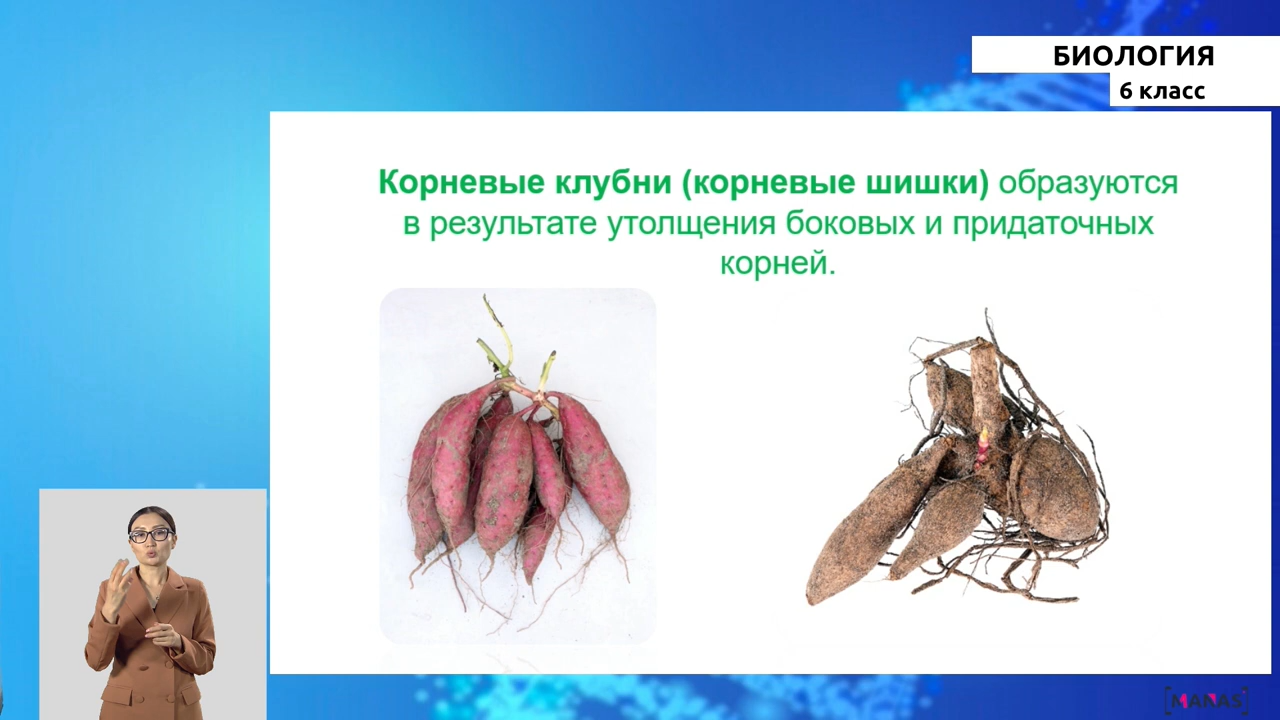 БИОЛОГИЯ
6 класс
Корневые клубни (корневые шишки) образуются
в результате утолщения боковых и придаточных
корней.
MANAS